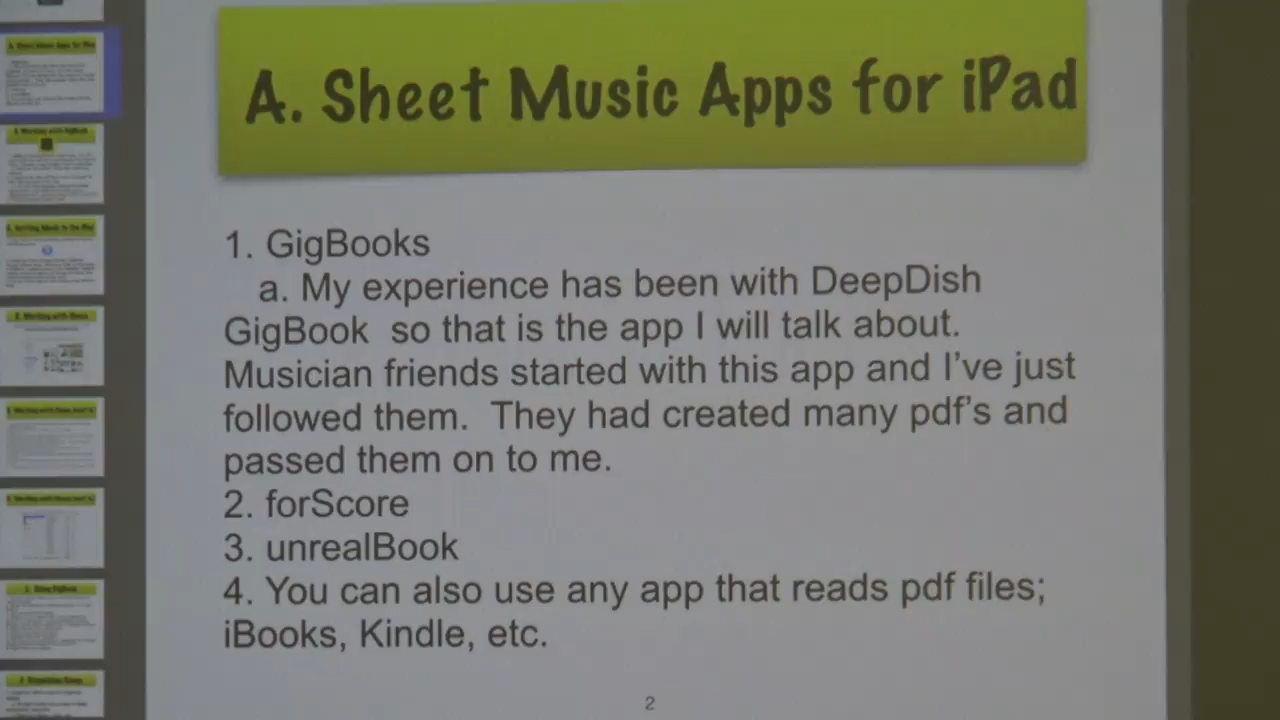 A. Sheet Music Apps for iPad
1. GigBooks
a. My experience has been with DeepDish
GigBook so that is the app I will talk about.
Musician friends started with this app and I've just
followed them. They had created many pdf's and
passed them on to me.
2. forScore
3. unrealBook
4. You can also use any app that reads pdf files;
iBooks, Kindle, etc.
2